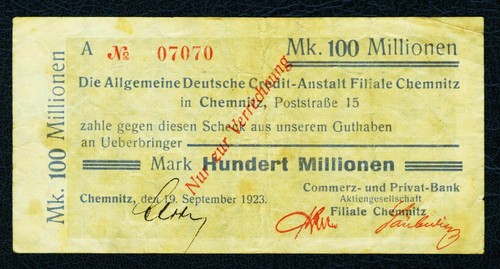 Mk. 100 Millionen
A № 07070 Mk. 100 Millionen
Die Allgemeine Deutsche Credit-Anstalt Filiale Chemnitz
in Chemnitz, Poststraße 15
zahle gegen diesen Scheck aus unserem Guthaben
an Ueberbringer
Mark Hundert Millionen
Nur zur Verrechnung
Chemnitz, den 19. September 1923.
Commerz- und Privat-Bank
Aktiengesellschaft
Filiale Chemnitz